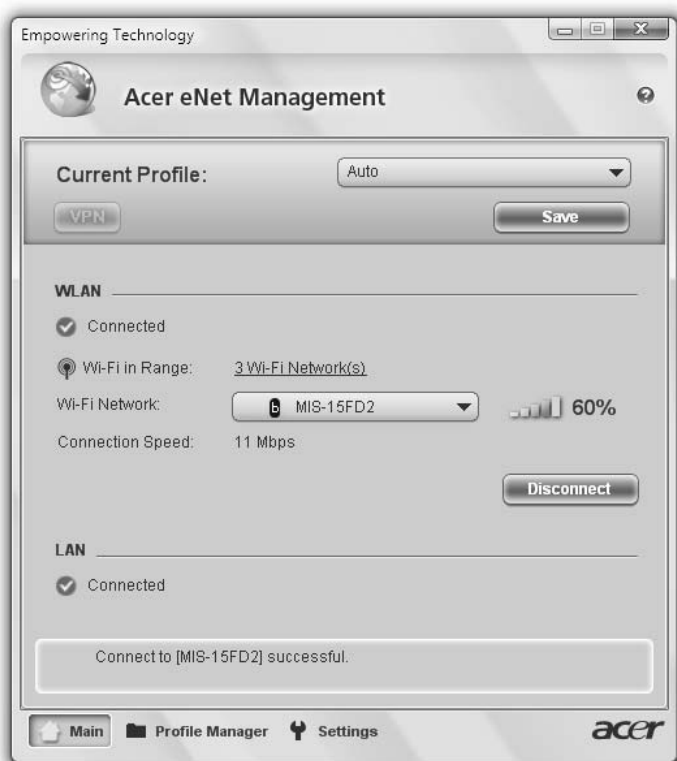 Empowering Technology
Acer eNet Management
Current Profile: Auto
VPN Save
WLAN
Connected
Wi-Fi in Range: 3 Wi-Fi Network(s)
Wi-Fi Network: b MIS-15FD2 60%
Connection Speed: 11 Mbps
Disconnect
LAN
Connected
Connect to [MIS-15FD2] successful.
Main Profile Manager Settings acer